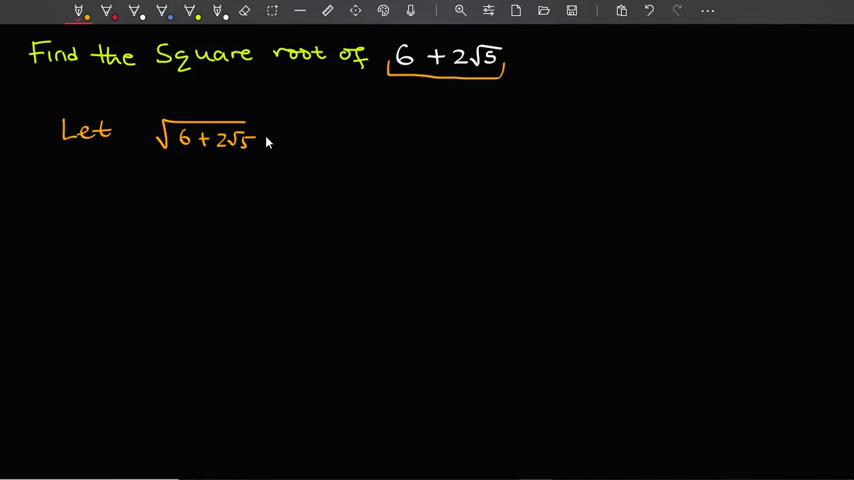 Find the Square root of 6 + 2√5
Let √(6 + 2√5)